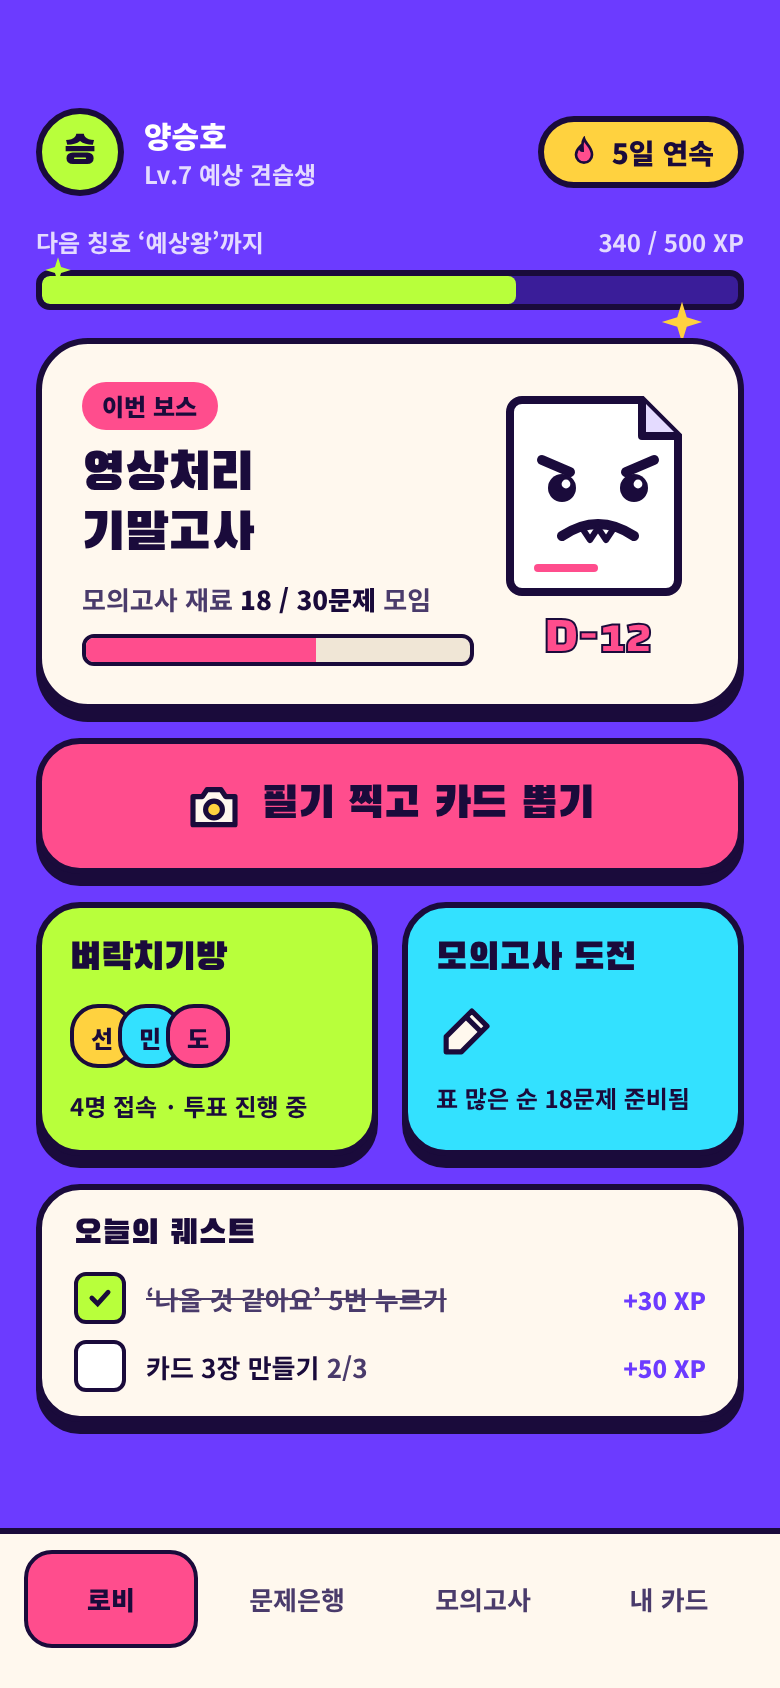 승
양승호
Lv.7 예상 견습생
5일 연속
다음 칭호 ‘예상왕’까지
340 / 500 XP
이번 보스
영상처리
기말고사
모의고사 재료 18 / 30문제 모임
D-12
필기 찍고 카드 뽑기
벼락치기방
선 민 도
4명 접속 · 투표 진행 중
모의고사 도전
표 많은 순 18문제 준비됨
오늘의 퀘스트
‘나올 것 같아요’ 5번 누르기
+30 XP
카드 3장 만들기 2/3
+50 XP
로비
문제은행
모의고사
내 카드